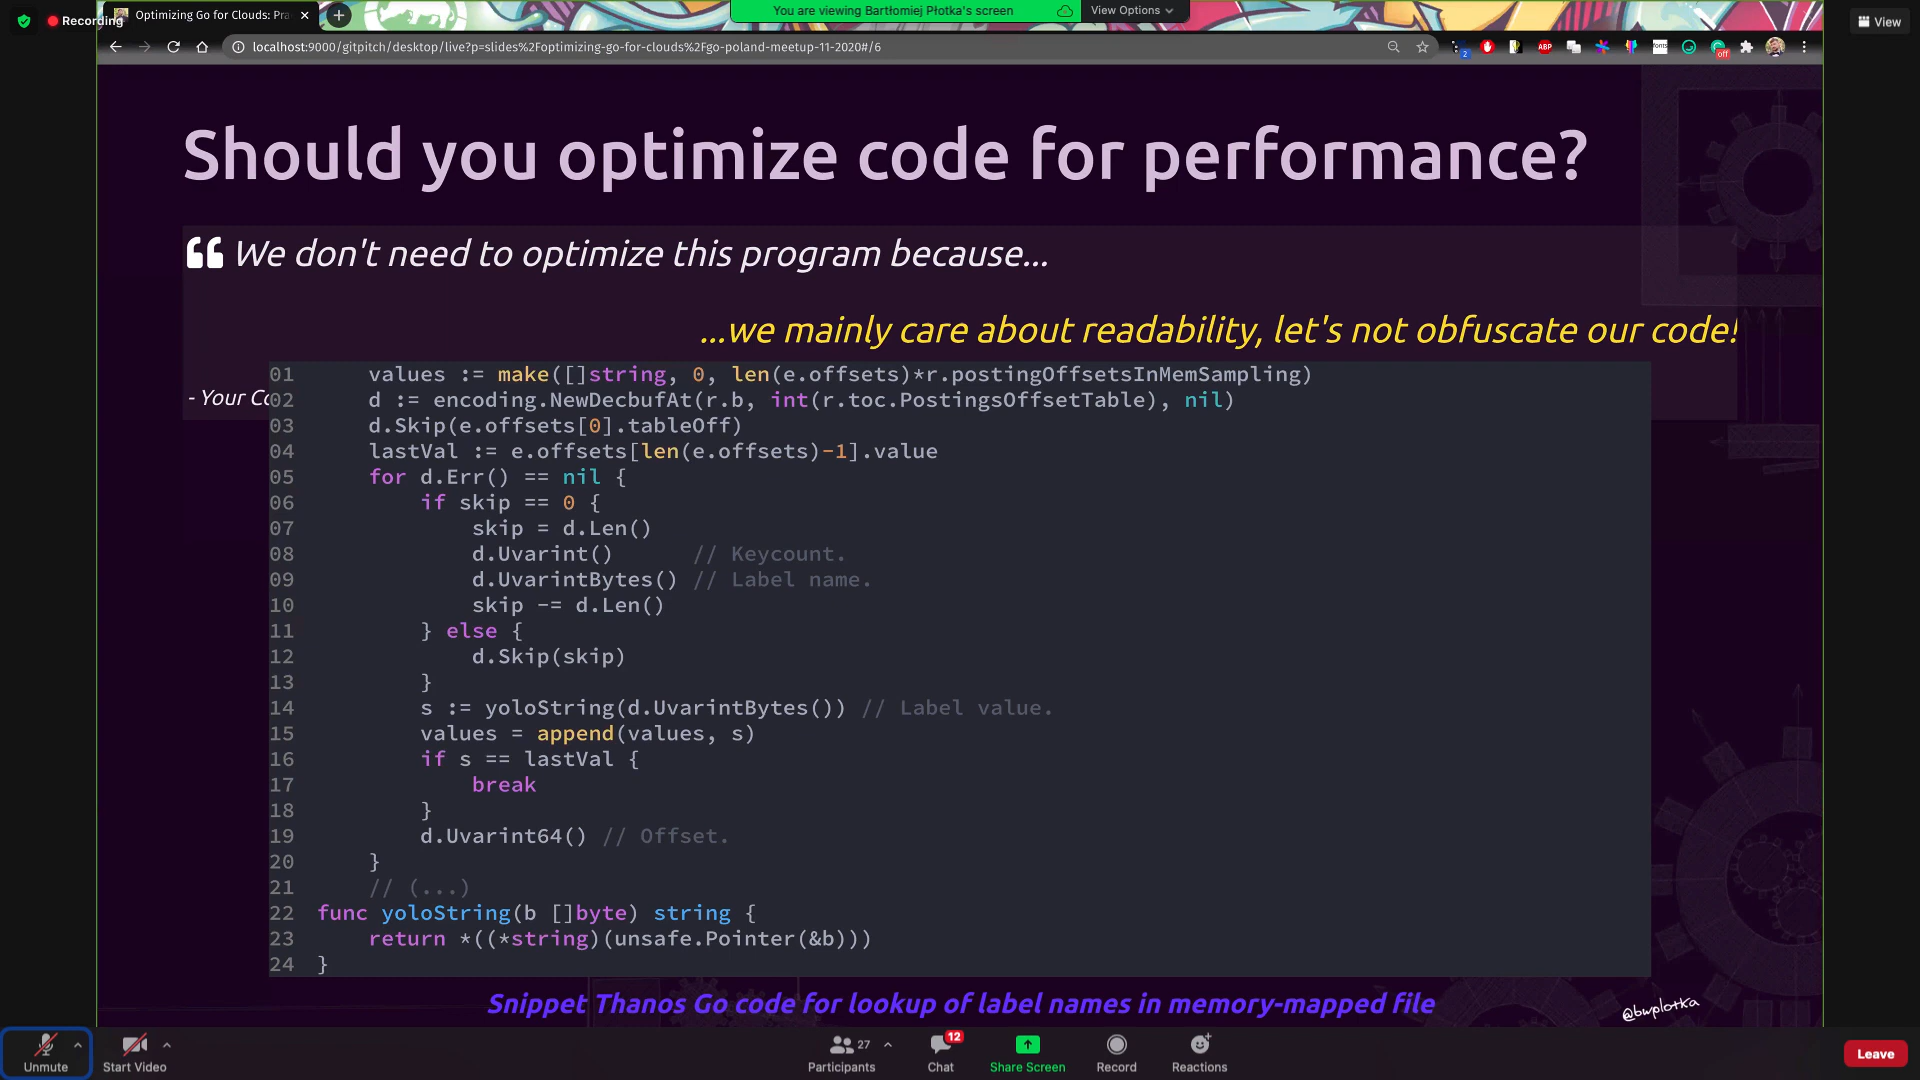 Recording
Optimizing Go for Clouds: Pra
You are viewing Bartłomiej Płotka's screen
View Options
View
localhost:9000/gitpitch/desktop/live?p=slides%2Foptimizing-go-for-clouds%2Fgo-poland-meetup-11-2020#/6
2
ABP
fonts
off
Should you optimize code for performance?
We don't need to optimize this program because...
...we mainly care about readability, let's not obfuscate our code!
- Your Co
01 values := make([]string, 0, len(e.offsets)*r.postingOffsetsInMemSampling)
02 d := encoding.NewDecbufAt(r.b, int(r.toc.PostingsOffsetTable), nil)
03 d.Skip(e.offsets[0].tableOff)
04 lastVal := e.offsets[len(e.offsets)-1].value
05 for d.Err() == nil {
06 if skip == 0 {
07 skip = d.Len()
08 d.Uvarint() // Keycount.
09 d.UvarintBytes() // Label name.
10 skip -= d.Len()
11 } else {
12 d.Skip(skip)
13 }
14 s := yoloString(d.UvarintBytes()) // Label value.
15 values = append(values, s)
16 if s == lastVal {
17 break
18 }
19 d.Uvarint64() // Offset.
20 }
21 // (...)
22 func yoloString(b []byte) string {
23 return *((*string)(unsafe.Pointer(&b)))
24 }
Snippet Thanos Go code for lookup of label names in memory-mapped file
@bwplotka
Unmute
Start Video
27
Participants
12
Chat
Share Screen
Record
Reactions
Leave